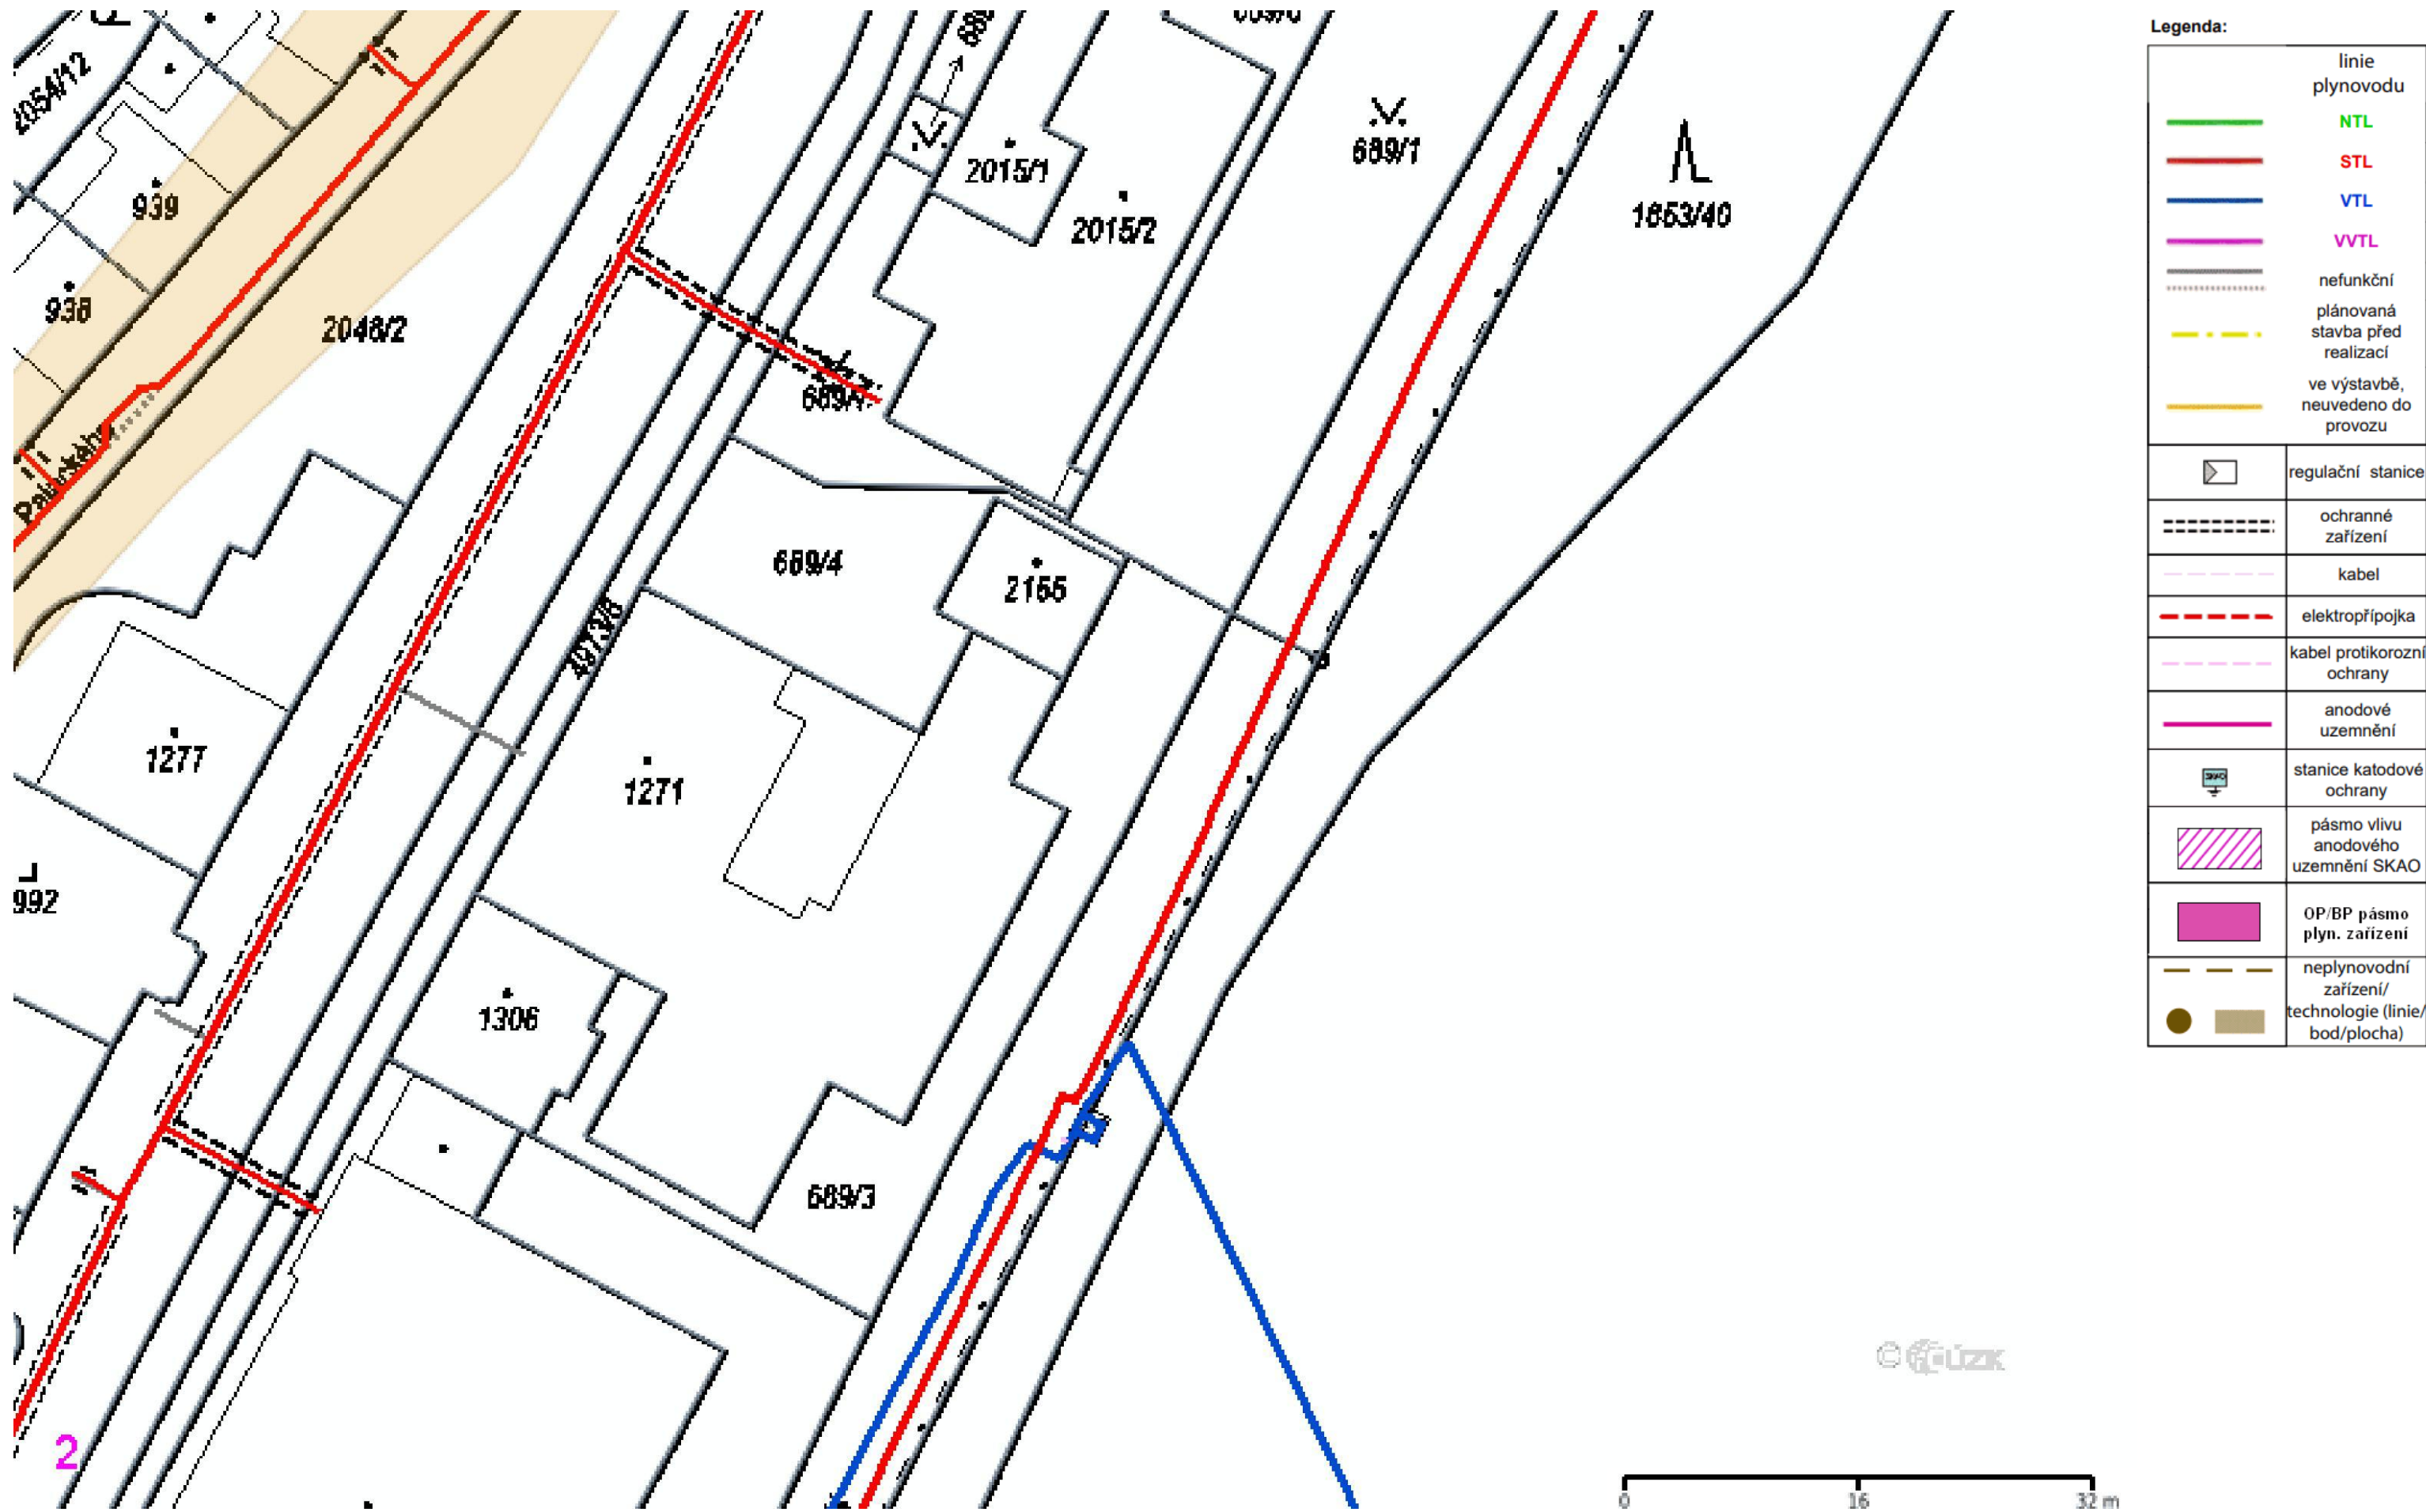 2054/12
939
938
2046/2
2015/1
2015/2
689/1
1653/40
689/4
2155
4973/6
1277
1271
992
1306
689/3
2
0 16 32 m
Legenda:
linie
plynovodu
NTL
STL
VTL
VVTL
nefunkční
plánovaná
stavba před
realizací
ve výstavbě,
neuvedeno do
provozu
regulační stanice
ochranné
zařízení
kabel
elektropřípojka
kabel protikorozní
ochrany
anodové
uzemnění
SKAO
stanice katodové
ochrany
pásmo vlivu
anodového
uzemnění SKAO
OP/BP pásmo
plyn. zařízení
neplynovodní
zařízení/
technologie (linie/
bod/plocha)